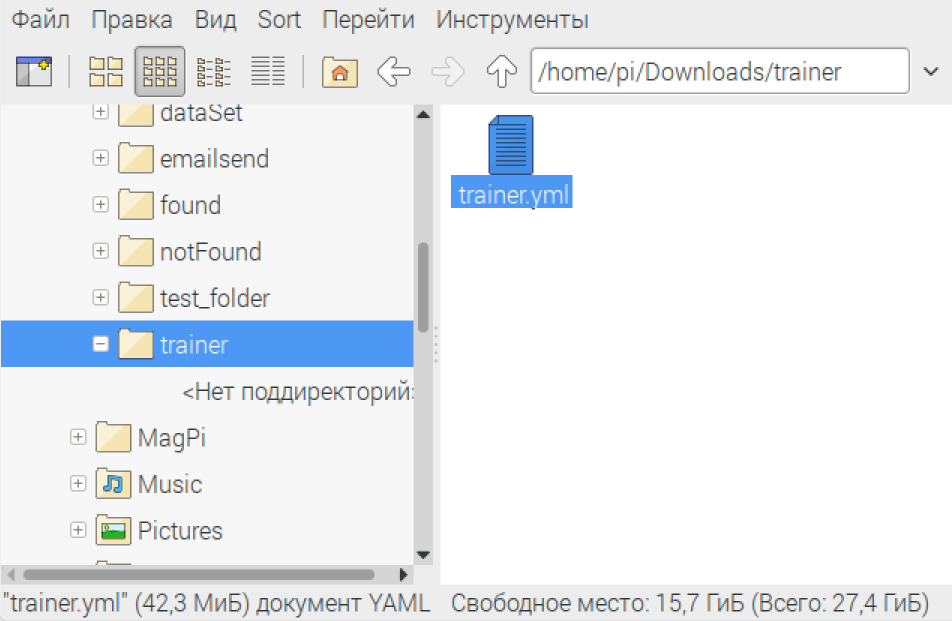 Файл Правка Вид Sort Перейти Инструменты
/home/pi/Downloads/trainer
dataSet
emailsend
found
notFound
test_folder
trainer
<Нет поддиректорий>
MagPi
Music
Pictures
trainer.yml
"trainer.yml" (42,3 МиБ) документ YAML Свободное место: 15,7 ГиБ (Всего: 27,4 ГиБ)